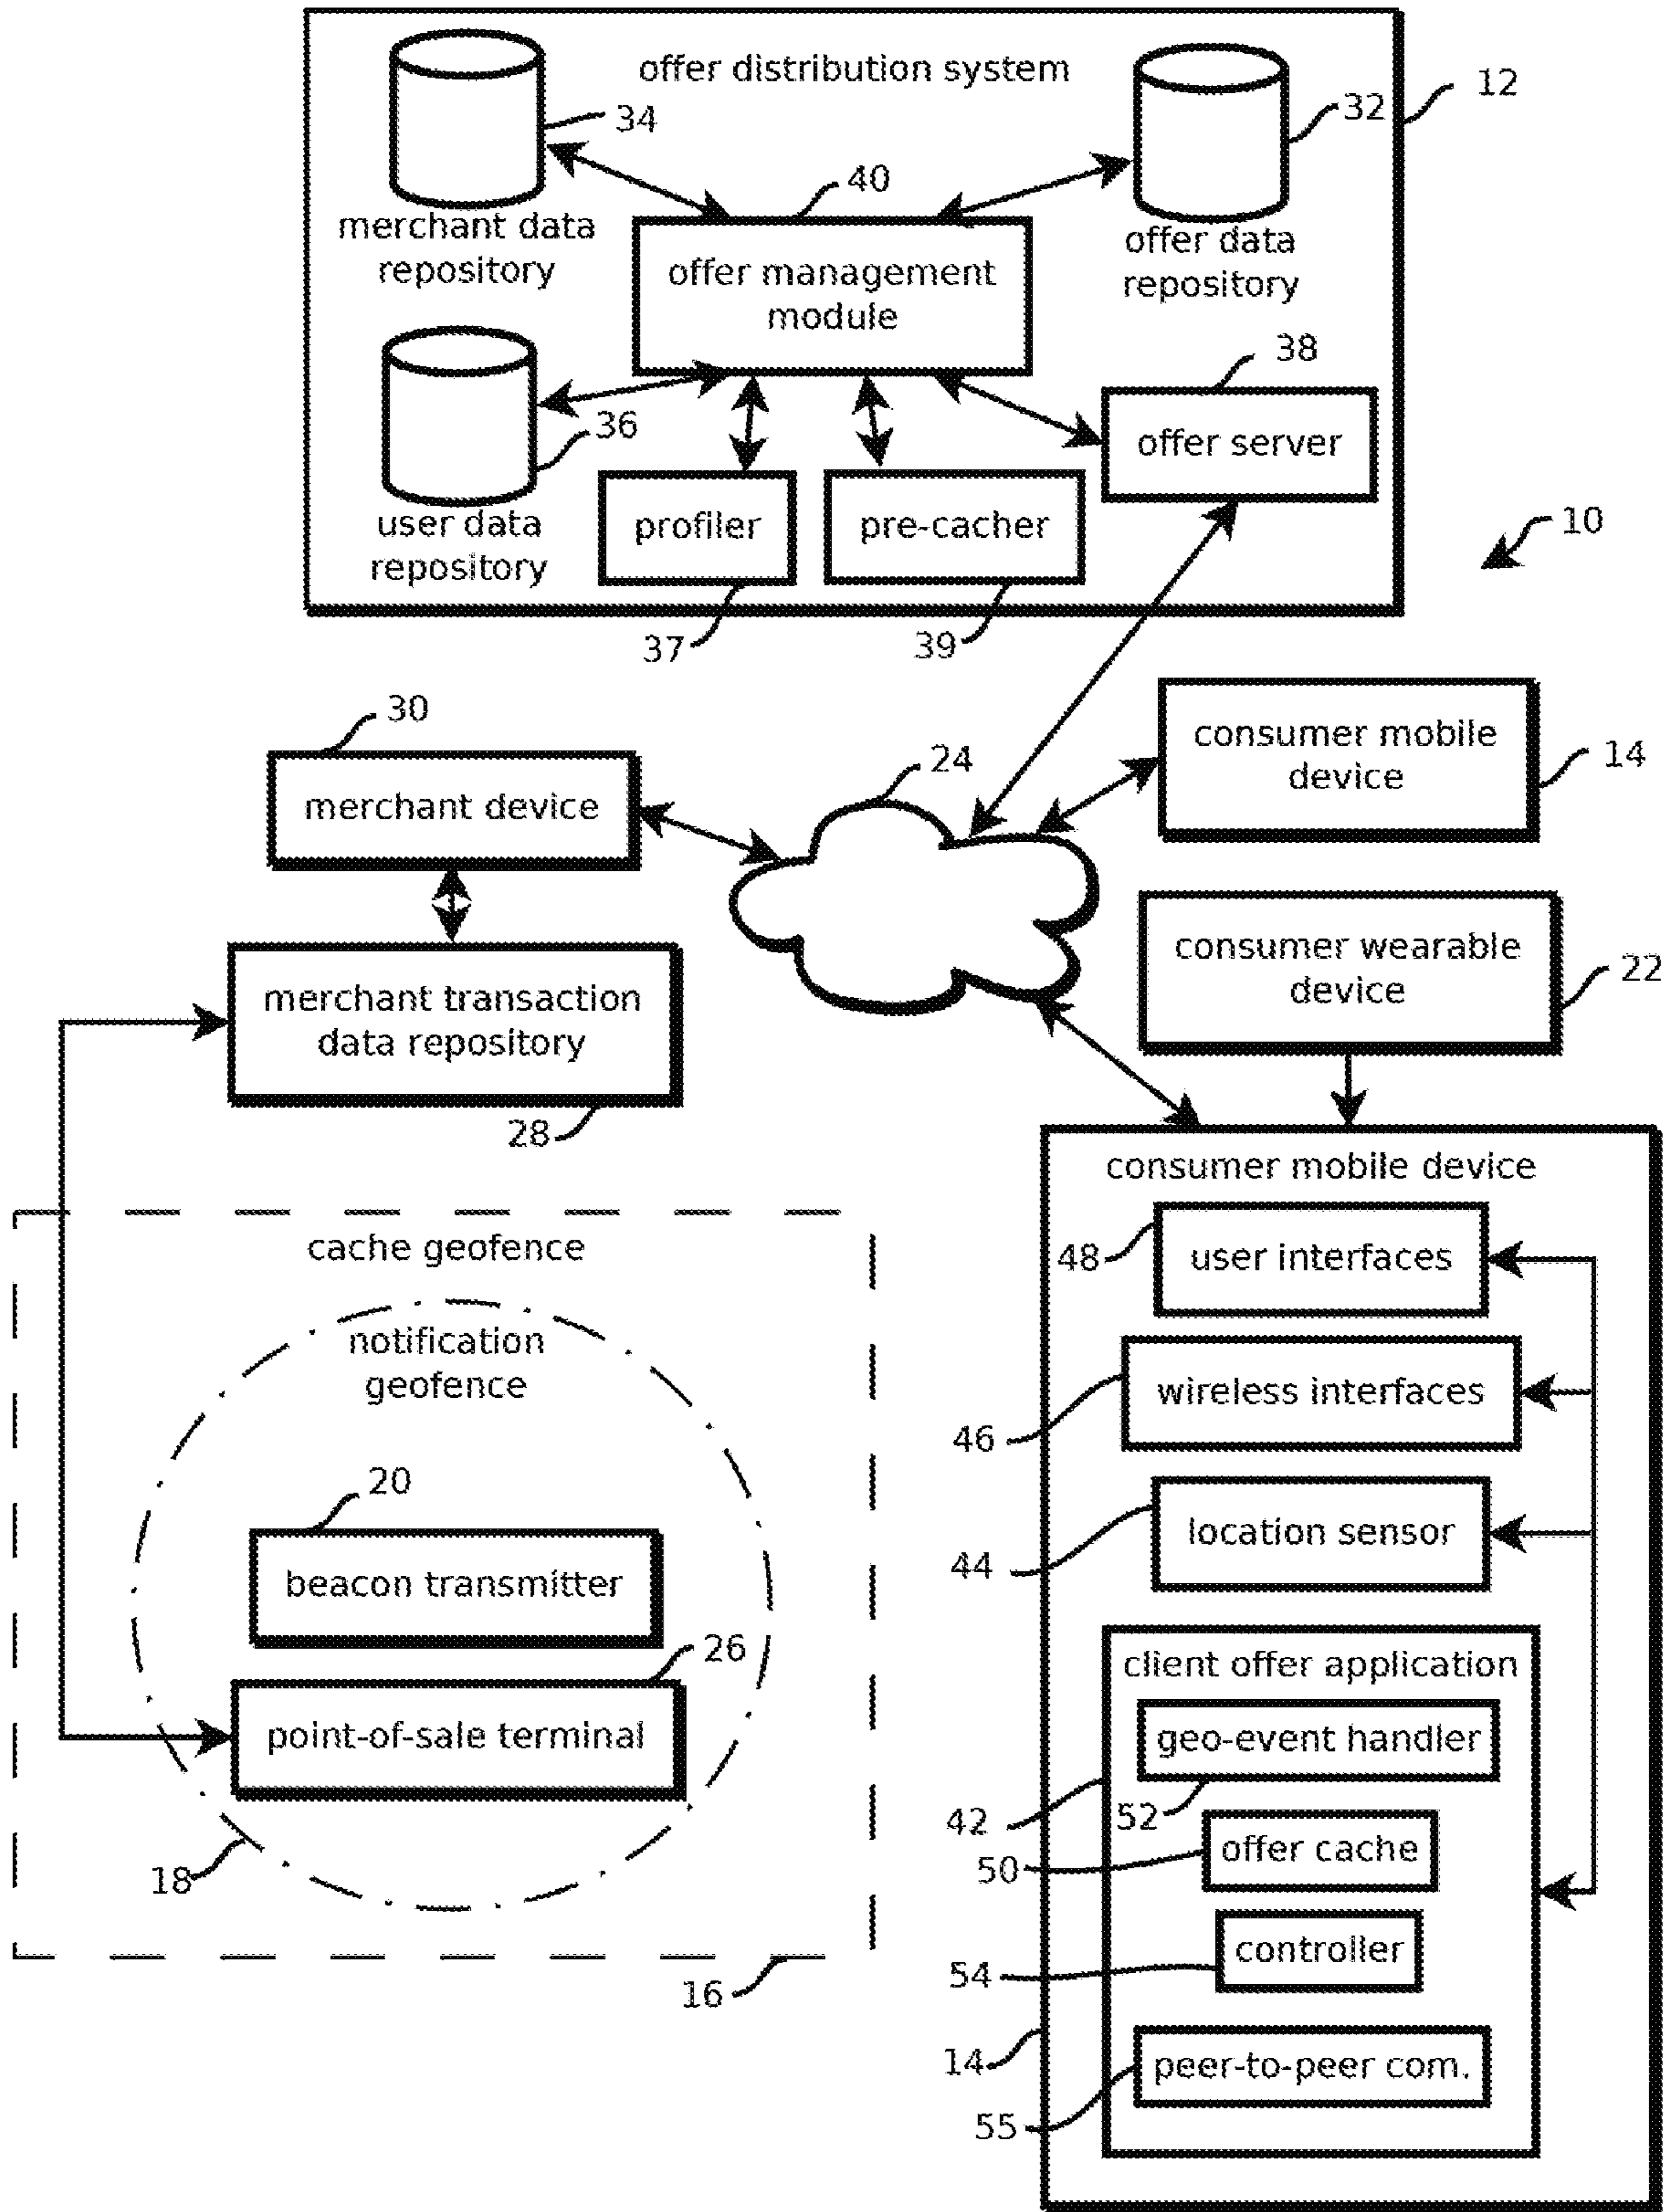 offer distribution system
12
34
32
merchant data
repository
40
offer management
module
offer data
repository
38
offer server
36
user data
repository
profiler
pre-cacher
10
37
39
30
merchant device
24
consumer mobile
device
14
consumer wearable
device
22
merchant transaction
data repository
28
cache geofence
notification
geofence
20
beacon transmitter
26
point-of-sale terminal
18
16
consumer mobile device
48
user interfaces
wireless interfaces
46
location sensor
44
client offer application
geo-event handler
42
52
offer cache
50
controller
54
14
peer-to-peer com.
55